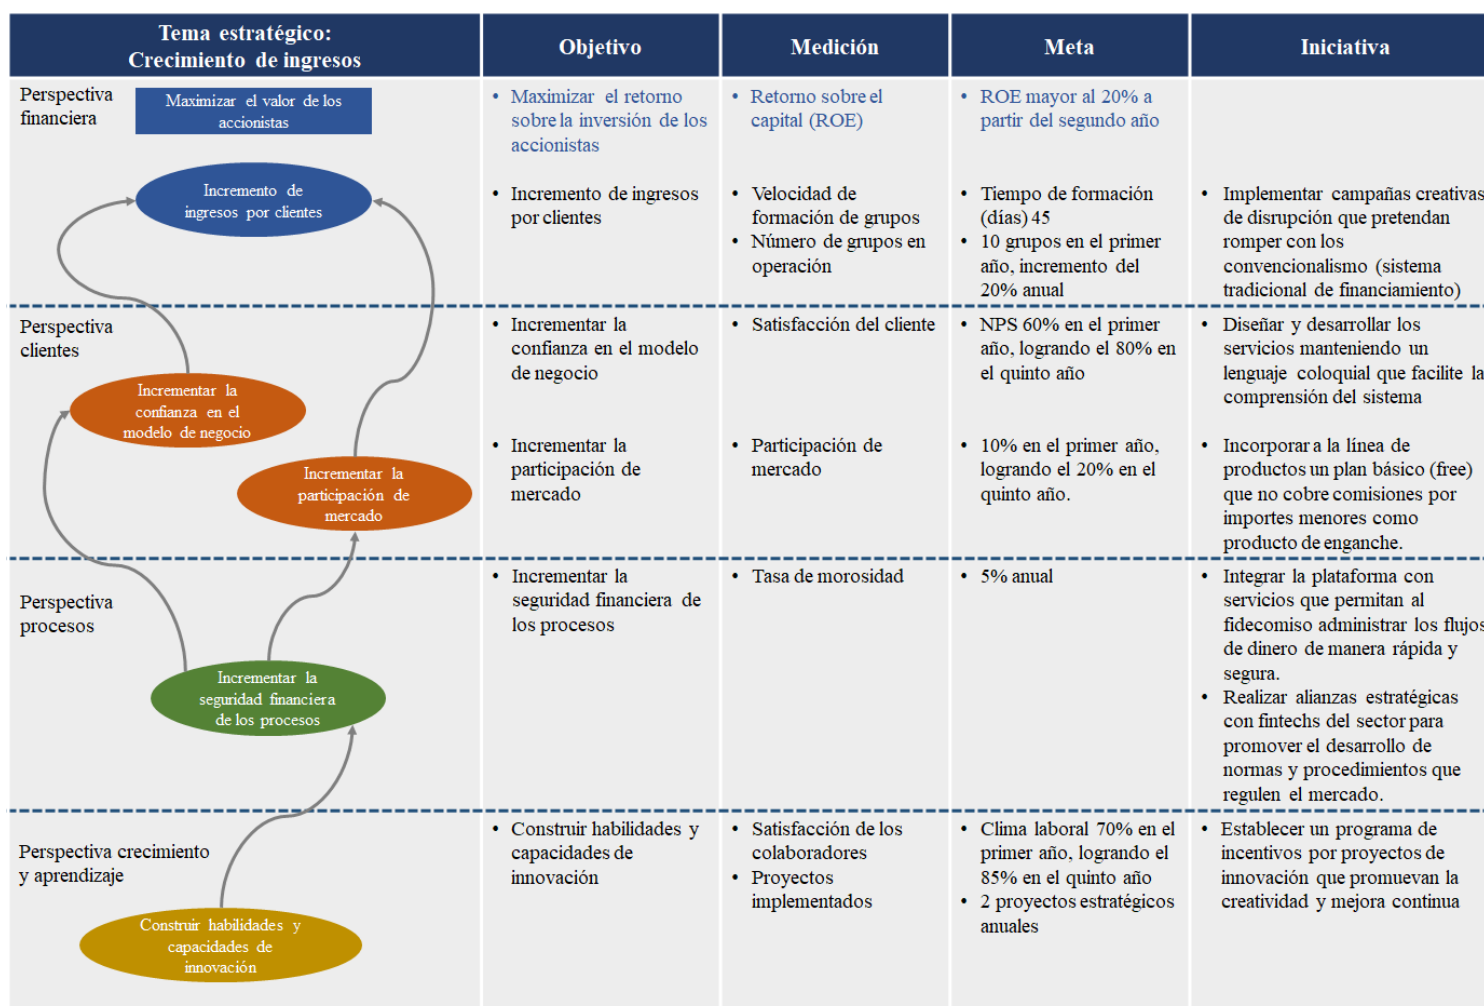 Tema estratégico:
Crecimiento de ingresos
Objetivo
Medición
Meta
Iniciativa
Perspectiva
financiera
Maximizar el valor de los
accionistas
• Maximizar el retorno
sobre la inversión de los
accionistas
• Retorno sobre el
capital (ROE)
• ROE mayor al 20% a
partir del segundo año
Incremento de
ingresos por clientes
• Incremento de ingresos
por clientes
• Velocidad de
formación de grupos
• Número de grupos en
operación
• Tiempo de formación
(días) 45
• 10 grupos en el primer
año, incremento del
20% anual
• Implementar campañas creativas
de disrupción que pretendan
romper con los
convencionalismo (sistema
tradicional de financiamiento)
Perspectiva
clientes
Incrementar la
confianza en el
modelo de negocio
• Incrementar la
confianza en el modelo
de negocio
• Satisfacción del cliente
• NPS 60% en el primer
año, logrando el 80% en
el quinto año
• Diseñar y desarrollar los
servicios manteniendo un
lenguaje coloquial que facilite la
comprensión del sistema
Incrementar la
participación de
mercado
• Incrementar la
participación de
mercado
• Participación de
mercado
• 10% en el primer año,
logrando el 20% en el
quinto año.
• Incorporar a la línea de
productos un plan básico (free)
que no cobre comisiones por
importes menores como
producto de enganche.
Perspectiva
procesos
Incrementar la
seguridad financiera
de los procesos
• Incrementar la
seguridad financiera de
los procesos
• Tasa de morosidad
• 5% anual
• Integrar la plataforma con
servicios que permitan al
fidecomiso administrar los flujos
de dinero de manera rápida y
segura.
• Realizar alianzas estratégicas
con fintechs del sector para
promover el desarrollo de
normas y procedimientos que
regulen el mercado.
Perspectiva crecimiento
y aprendizaje
Construir habilidades y
capacidades de
innovación
• Construir habilidades y
capacidades de
innovación
• Satisfacción de los
colaboradores
• Proyectos
implementados
• Clima laboral 70% en el
primer año, logrando el
85% en el quinto año
• 2 proyectos estratégicos
anuales
• Establecer un programa de
incentivos por proyectos de
innovación que promuevan la
creatividad y mejora continua